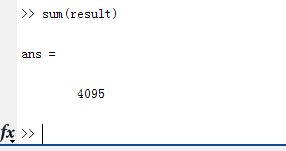 >> sum(result)
ans =
4095
fx >>